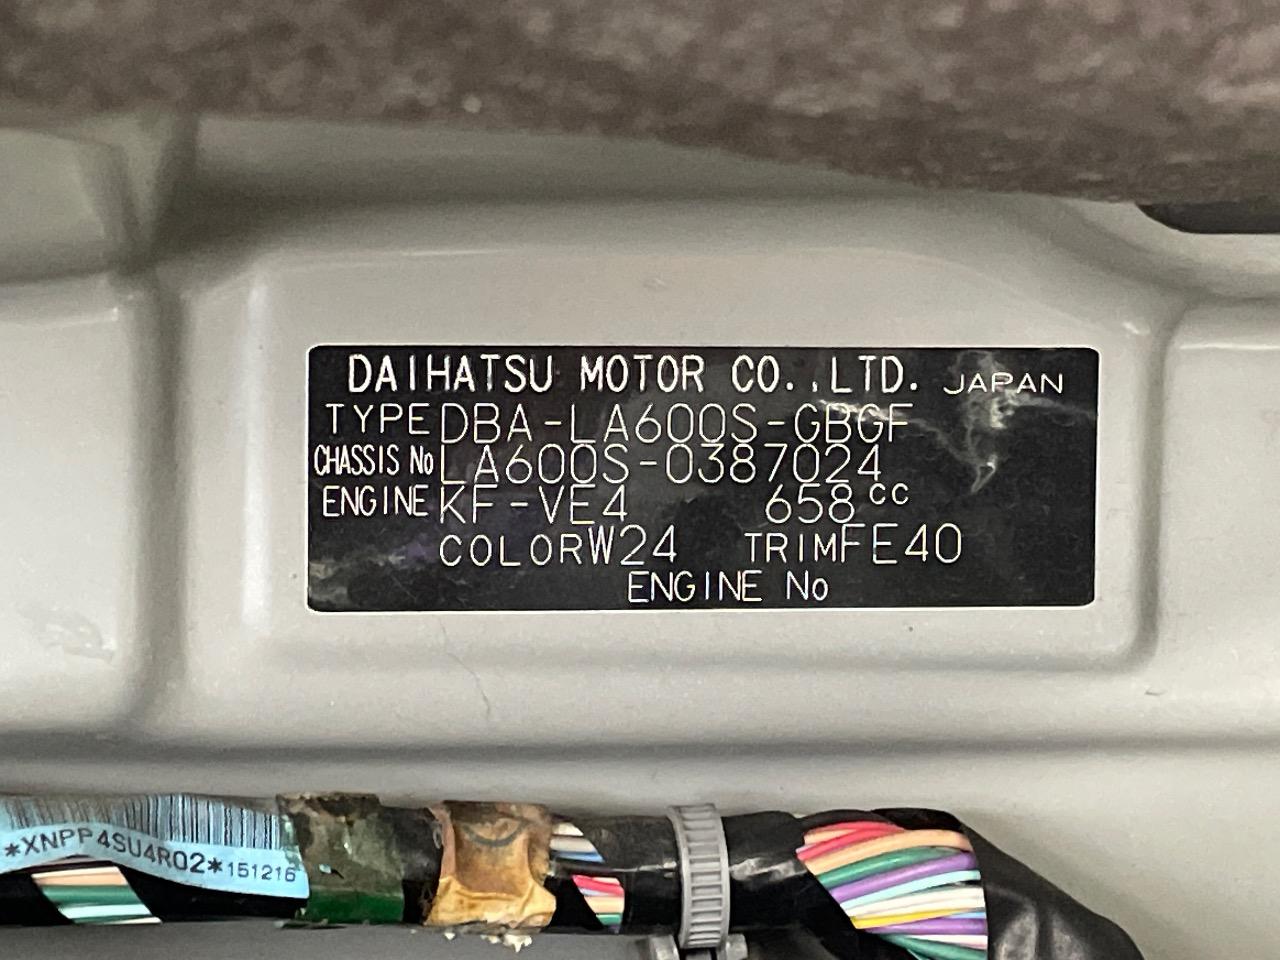 DAIHATSU MOTOR CO.,LTD. JAPAN
TYPE DBA-LA600S-GBGF
CHASSIS No LA600S-0387024
ENGINE KF-VE4 658cc
COLOR W24 TRIM FE40
ENGINE No
*XNPP4SU4R02*151216